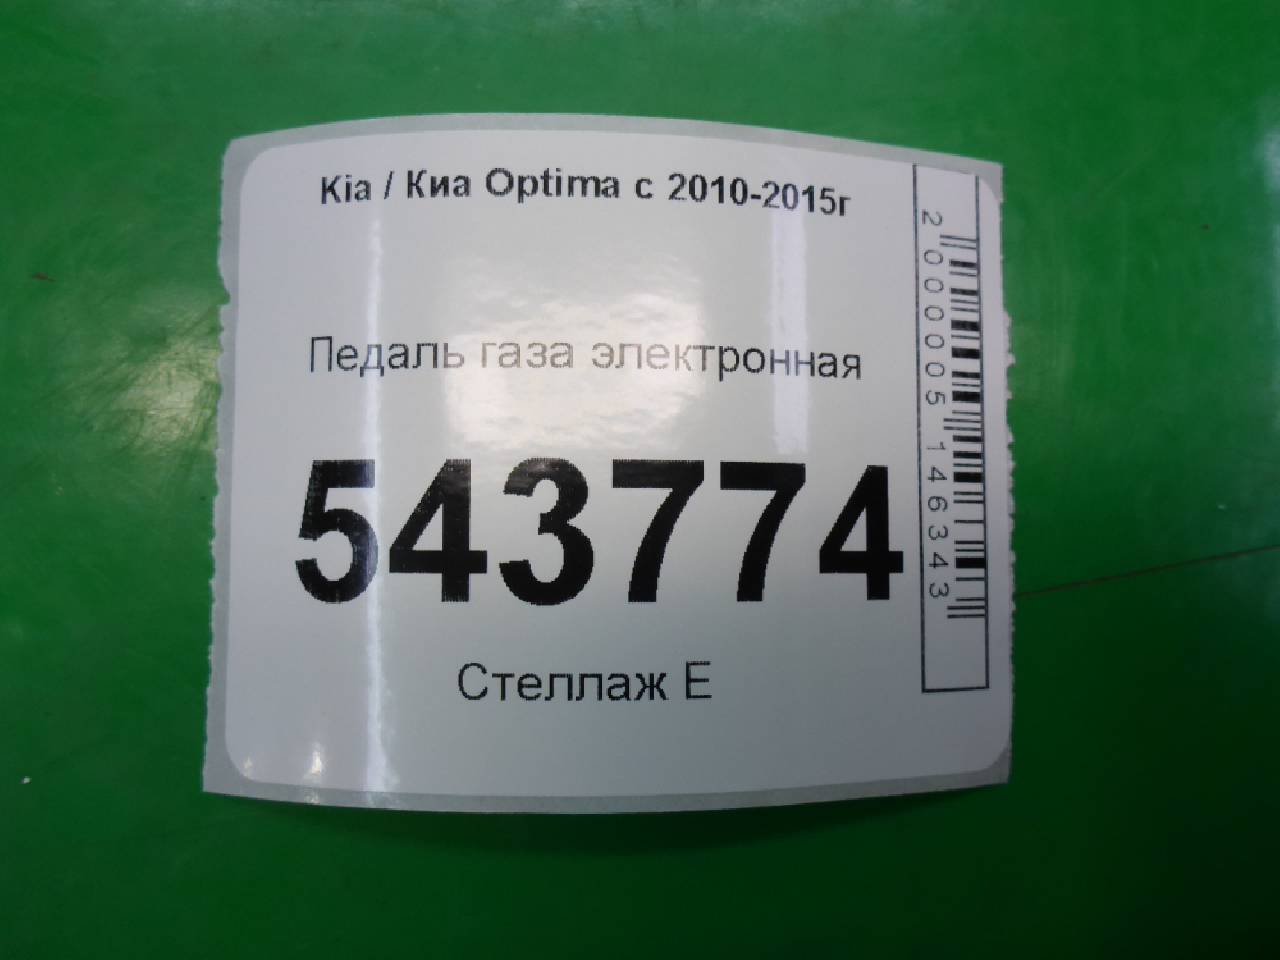 Kia / Киа Optima с 2010-2015г
Педаль газа электронная
543774
Стеллаж E
2000005146343